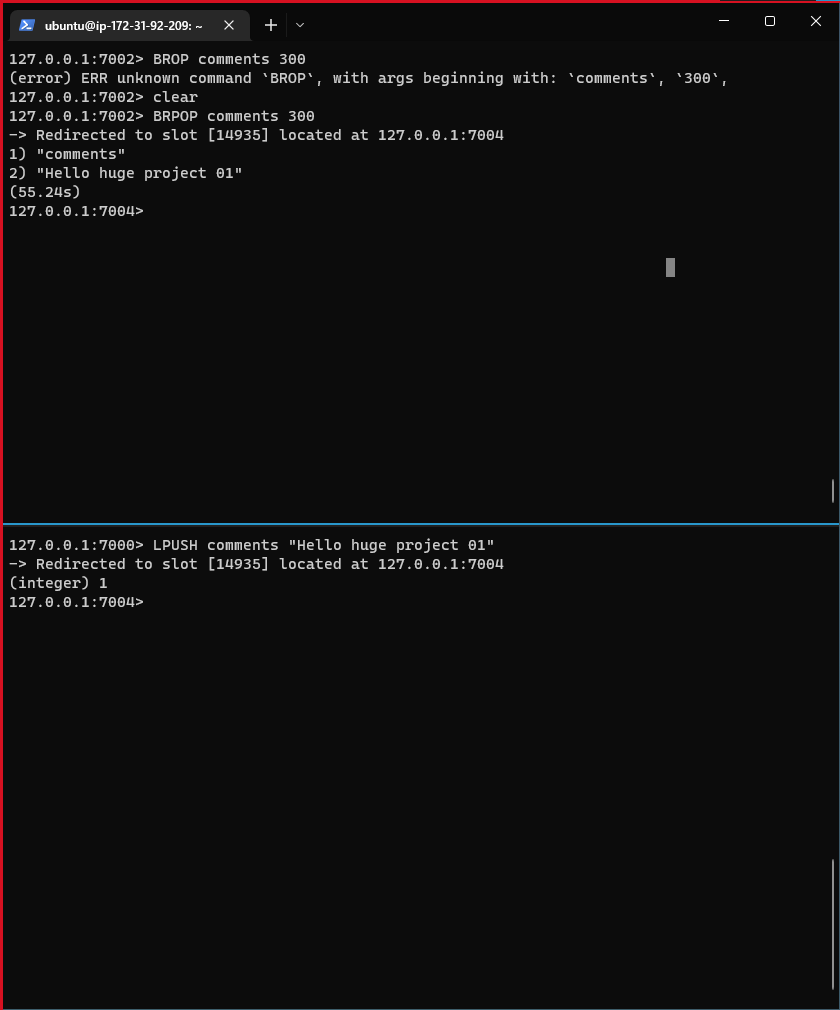 ubuntu@ip-172-31-92-209: ~
127.0.0.1:7002> BROP comments 300
(error) ERR unknown command `BROP`, with args beginning with: `comments`, `300`,
127.0.0.1:7002> clear
127.0.0.1:7002> BRPOP comments 300
-> Redirected to slot [14935] located at 127.0.0.1:7004
1) "comments"
2) "Hello huge project 01"
(55.24s)
127.0.0.1:7004>
127.0.0.1:7000> LPUSH comments "Hello huge project 01"
-> Redirected to slot [14935] located at 127.0.0.1:7004
(integer) 1
127.0.0.1:7004>